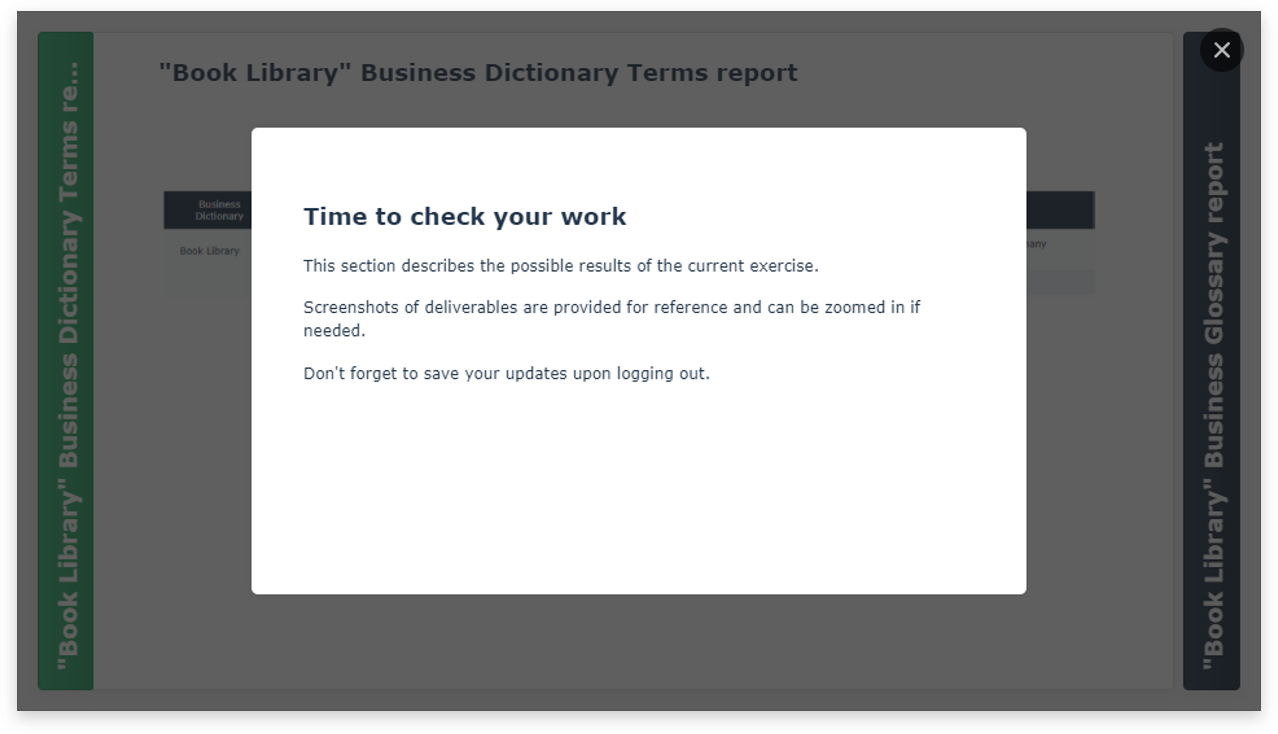 "Book Library" Business Dictionary Terms re...
"Book Library" Business Dictionary Terms report
Business
Dictionary
Book Library
Time to check your work
This section describes the possible results of the current exercise.
Screenshots of deliverables are provided for reference and can be zoomed in if
needed.
Don't forget to save your updates upon logging out.
"Book Library" Business Glossary report